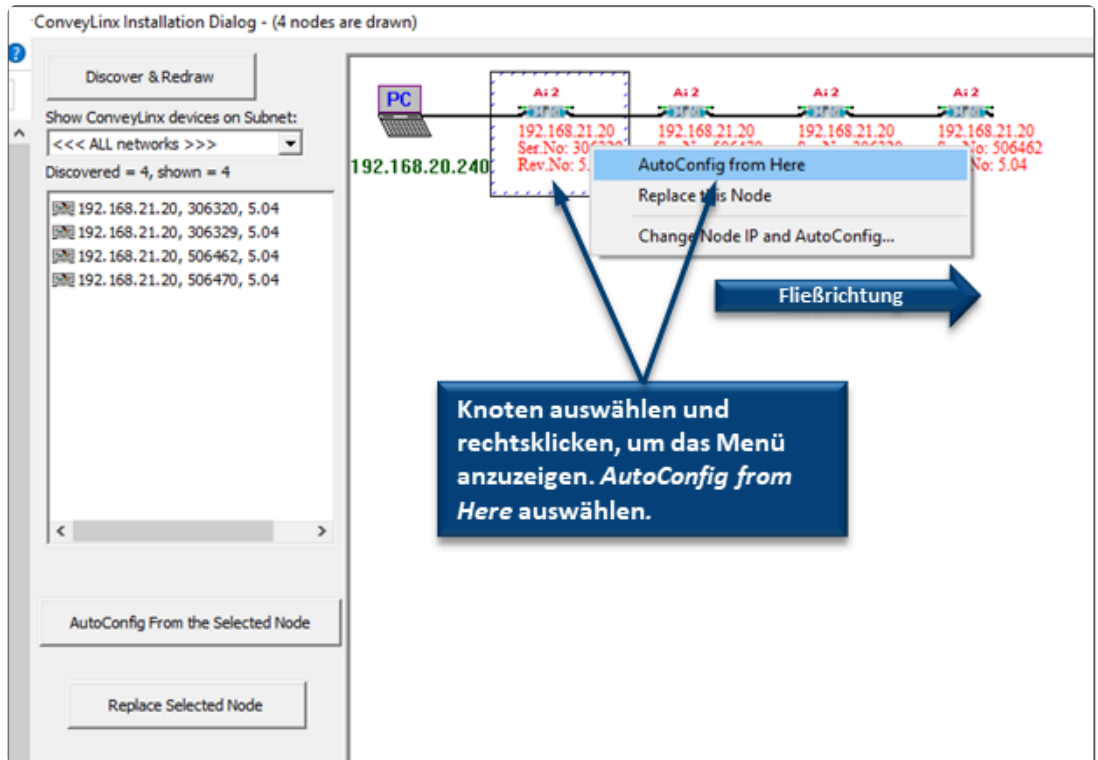 ConveyLinx Installation Dialog - (4 nodes are drawn)
?
Discover & Redraw
Show ConveyLinx devices on Subnet:
<<< ALL networks >>>
Discovered = 4, shown = 4
192.168.21.20, 306320, 5.04
192.168.21.20, 306329, 5.04
192.168.21.20, 506462, 5.04
192.168.21.20, 506470, 5.04
AutoConfig From the Selected Node
Replace Selected Node
PC
192.168.20.240
Ai 2
Ai 2
Ai 2
Ai 2
192.168.21.20
192.168.21.20
192.168.21.20
192.168.21.20
Ser.No:
No: 506462
Rev.No: 5.
No: 5.04
AutoConfig from Here
Replace this Node
Change Node IP and AutoConfig...
Fließrichtung
Knoten auswählen und
rechtsklicken, um das Menü
anzuzeigen. AutoConfig from
Here auswählen.